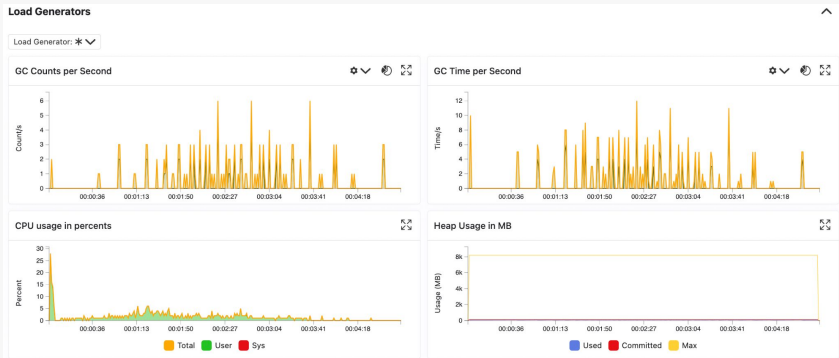 Load Generators
Load Generator: *
GC Counts per Second
Count/s
6
5
4
3
2
1
0
00:00:36 00:01:13 00:01:50 00:02:27 00:03:04 00:03:41 00:04:18
GC Time per Second
Time/s
12
10
8
6
4
2
0
00:00:36 00:01:13 00:01:50 00:02:27 00:03:04 00:03:41 00:04:18
CPU usage in percents
Percent
30
25
20
15
10
5
0
00:00:36 00:01:13 00:01:50 00:02:27 00:03:04 00:03:41 00:04:18
Total User Sys
Heap Usage in MB
Usage (MB)
8k
6k
4k
2k
0
00:00:36 00:01:13 00:01:50 00:02:27 00:03:04 00:03:41 00:04:18
Used Committed Max